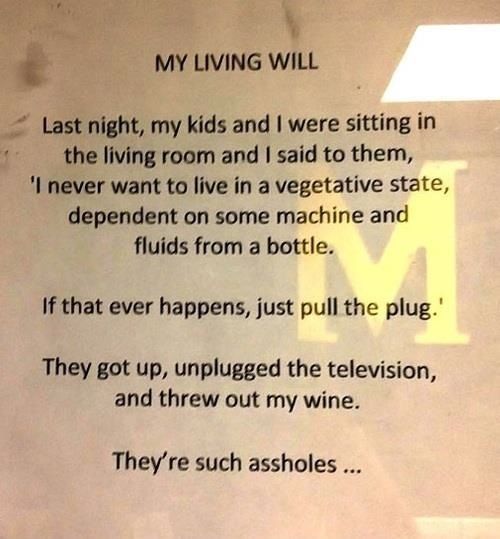 MY LIVING WILL
Last night, my kids and I were sitting in
the living room and I said to them,
'I never want to live in a vegetative state,
dependent on some machine and
fluids from a bottle.
If that ever happens, just pull the plug.'
They got up, unplugged the television,
and threw out my wine.
They're such assholes ...
M